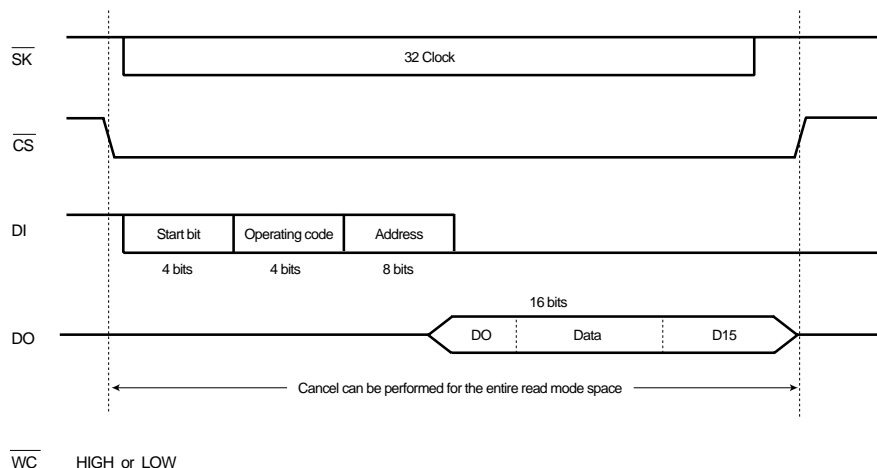 SK
32 Clock
CS
DI
Start bit Operating code Address
4 bits 4 bits 8 bits
16 bits
DO
DO Data D15
Cancel can be performed for the entire read mode space
WC HIGH or LOW